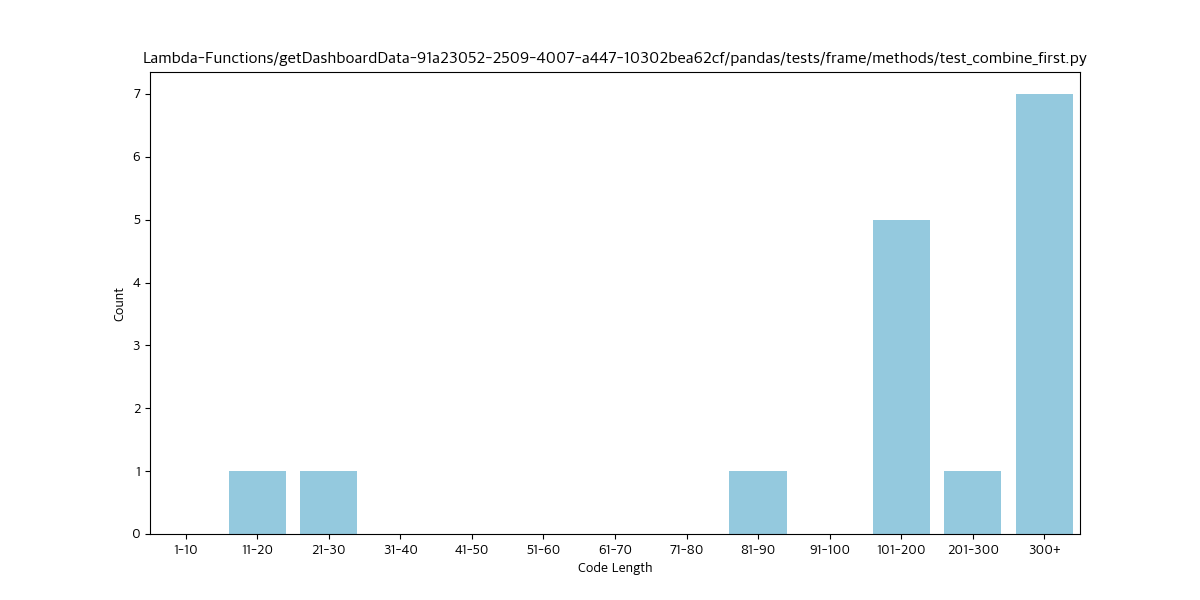 Lambda-Functions/getDashboardData-91a23052-2509-4007-a447-10302bea62cf/pandas/tests/frame/methods/test_combine_first.py
7
6
5
4
3
2
1
0
Count
1-10 11-20 21-30 31-40 41-50 51-60 61-70 71-80 81-90 91-100 101-200 201-300 300+
Code Length